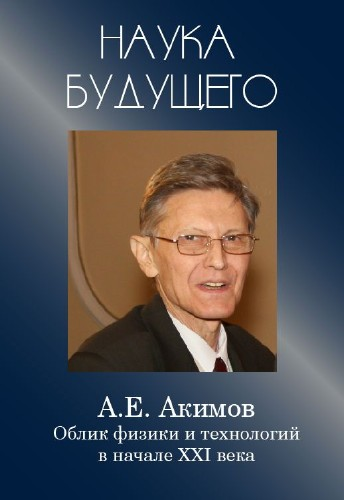 НАУКА
БУДУЩЕГО
А.Е. Акимов
Облик физики и технологий
в начале XXI века